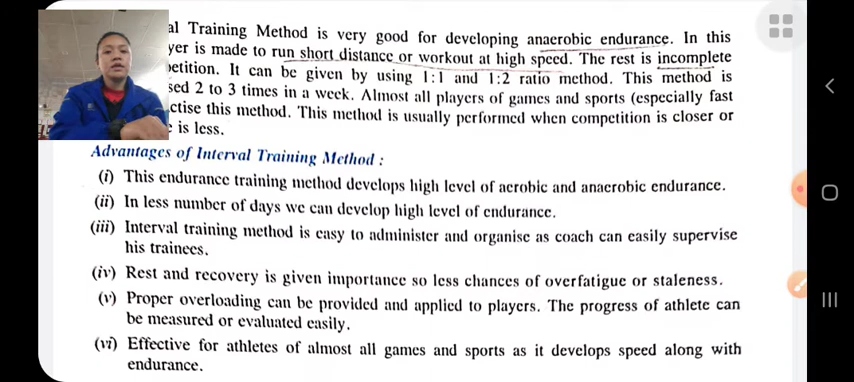 al Training Method is very good for developing anaerobic endurance. In this
yer is made to run short distance or workout at high speed. The rest is incomplete
petition. It can be given by using 1:1 and 1:2 ratio method. This method is
sed 2 to 3 times in a week. Almost all players of games and sports (especially fast
ctise this method. This method is usually performed when competition is closer or
is less.
Advantages of Interval Training Method :
(i) This endurance training method develops high level of aerobic and anaerobic endurance.
(ii) In less number of days we can develop high level of endurance.
(iii) Interval training method is easy to administer and organise as coach can easily supervise
his trainees.
(iv) Rest and recovery is given importance so less chances of overfatigue or staleness.
(v) Proper overloading can be provided and applied to players. The progress of athlete can
be measured or evaluated easily.
(vi) Effective for athletes of almost all games and sports as it develops speed along with
endurance.